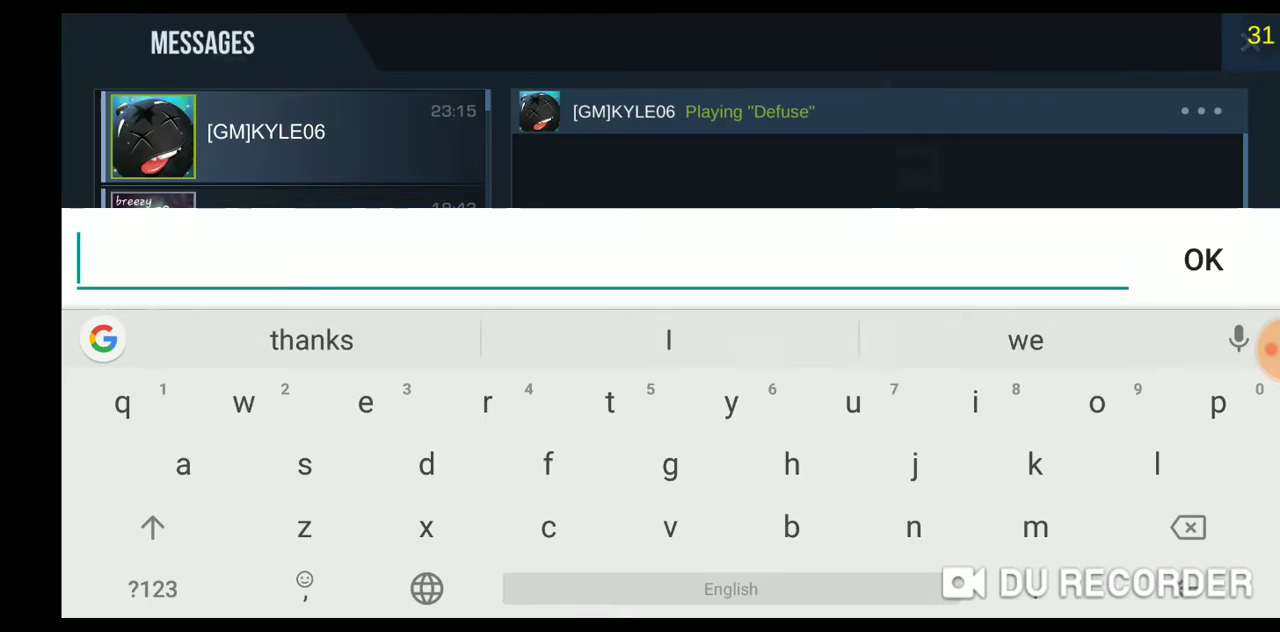 MESSAGES
31
23:15
[GM]KYLE06
[GM]KYLE06 Playing "Defuse"
breezy
OK
thanks I we
1 2 3 4 5 6 7 8 9 0
q w e r t y u i o p
a s d f g h j k l
z x c v b n m
?123 , English
DU RECORDER